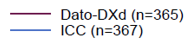 Dato-DXd (n=365)
ICC (n=367)